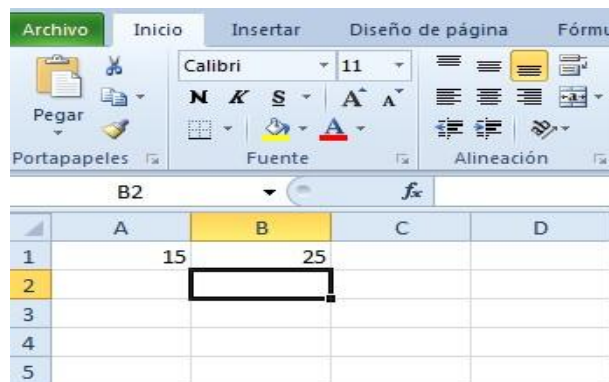 Archivo Inicio Insertar Diseño de página Fórmu
Calibri 11
Pegar N K S A A
A
Portapapeles Fuente Alineación
B2 fx
A B C D
1 15 25
2
3
4
5